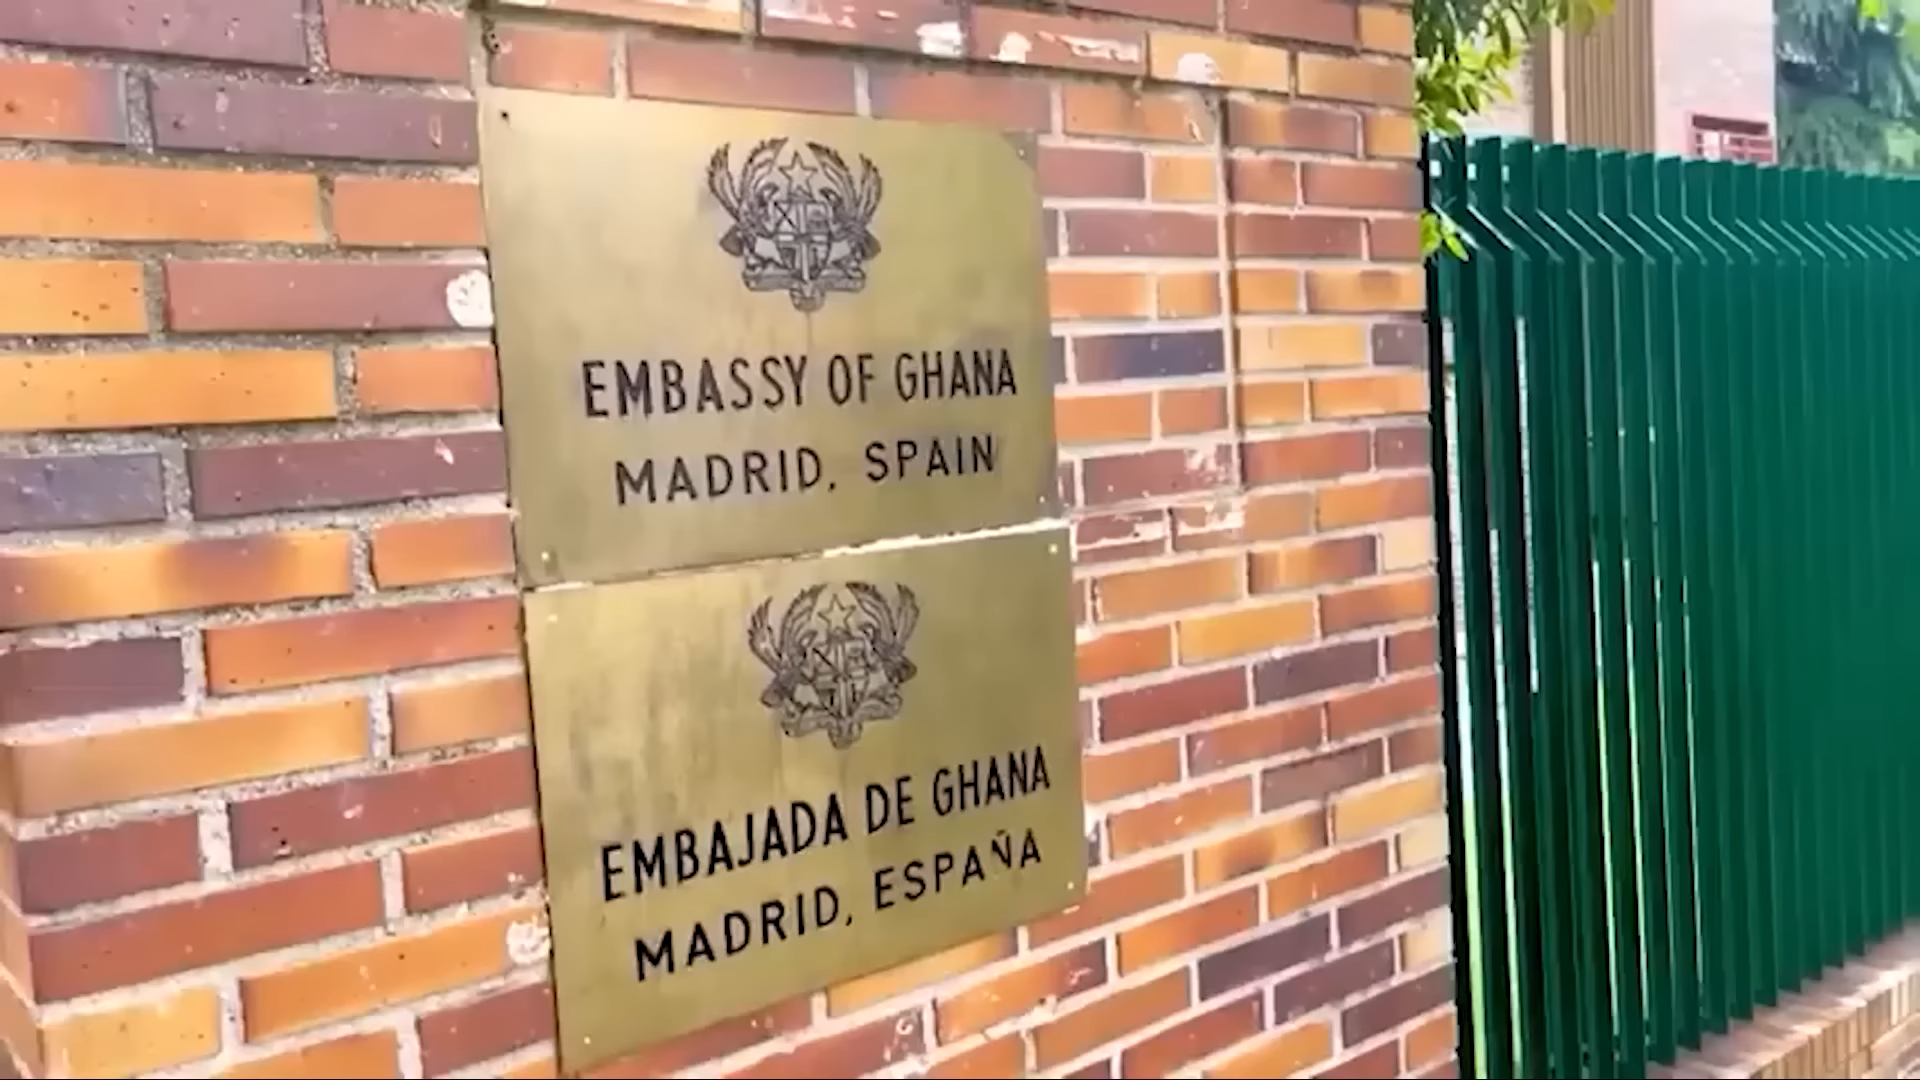 EMBASSY OF GHANA
MADRID, SPAIN
EMBAJADA DE GHANA
MADRID, ESPAÑA